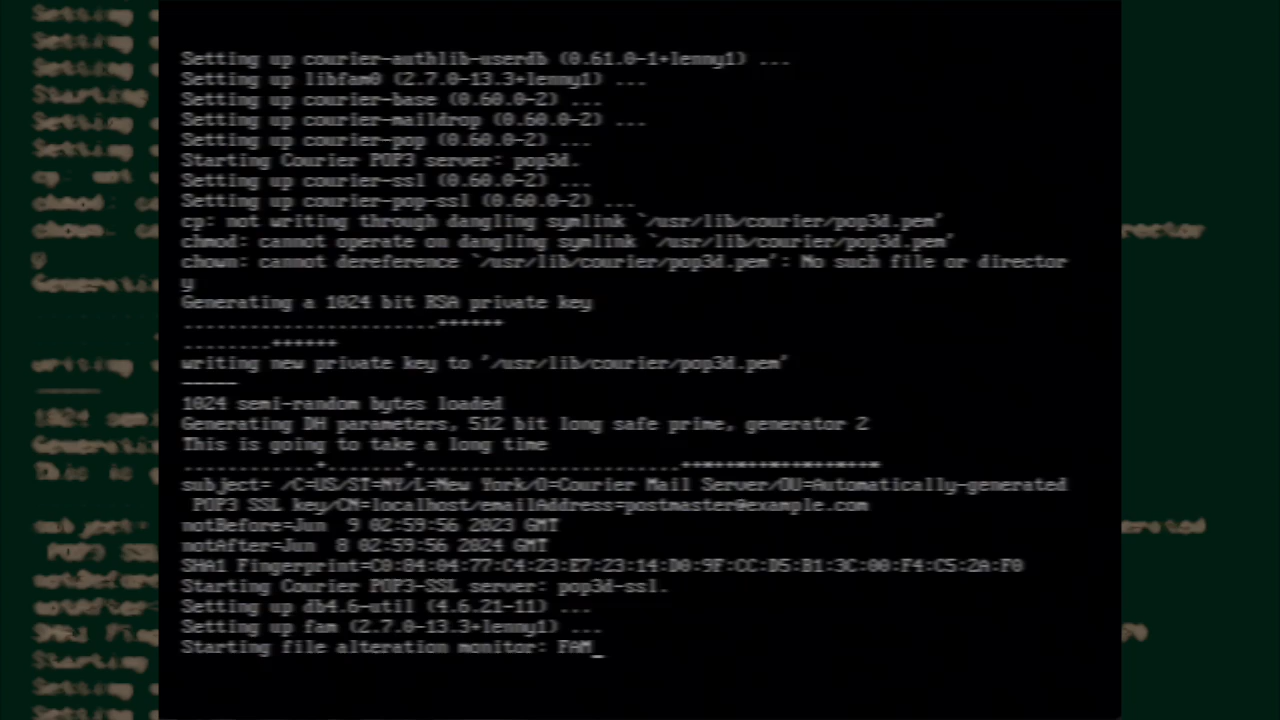 Setting up courier-authlib-userdb (0.61.0-1+lenny1) ...
Setting up libfam0 (2.7.0-13.3+lenny1) ...
Setting up courier-base (0.60.0-2) ...
Setting up courier-maildrop (0.60.0-2) ...
Setting up courier-pop (0.60.0-2) ...
Starting Courier POP3 server: pop3d.
Setting up courier-ssl (0.60.0-2) ...
Setting up courier-pop-ssl (0.60.0-2) ...
cp: not writing through dangling symlink `/usr/lib/courier/pop3d.pem'
chmod: cannot operate on dangling symlink `/usr/lib/courier/pop3d.pem'
chown: cannot dereference `/usr/lib/courier/pop3d.pem': No such file or director
y
Generating a 1024 bit RSA private key
.......................++++++
........++++++
writing new private key to '/usr/lib/courier/pop3d.pem'
-----
1024 semi-random bytes loaded
Generating DH parameters, 512 bit long safe prime, generator 2
This is going to take a long time
............+.......+........................++*++*++*++*++*++*
subject= /C=US/ST=NY/L=New York/O=Courier Mail Server/OU=Automatically-generated
 POP3 SSL key/CN=localhost/emailAddress=postmaster@example.com
notBefore=Jun  9 02:59:56 2023 GMT
notAfter=Jun  8 02:59:56 2024 GMT
SHA1 Fingerprint=C0:84:04:77:C4:23:E7:23:14:D0:9F:CC:D5:B1:3C:00:F4:C5:2A:F0
Starting Courier POP3-SSL server: pop3d-ssl.
Setting up db4.6-util (4.6.21-11) ...
Setting up fam (2.7.0-13.3+lenny1) ...
Starting file alteration monitor: FAM_